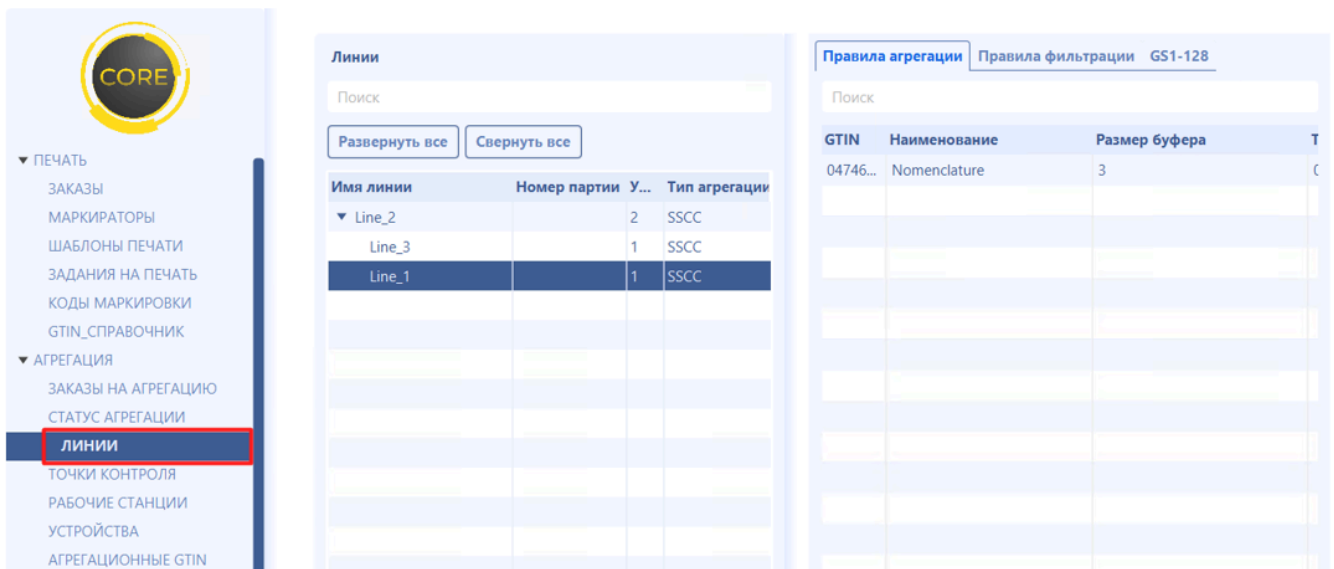 CORE
ПЕЧАТЬ
ЗАКАЗЫ
МАРКИРАТОРЫ
ШАБЛОНЫ ПЕЧАТИ
ЗАДАНИЯ НА ПЕЧАТЬ
КОДЫ МАРКИРОВКИ
GTIN_СПРАВОЧНИК
АГРЕГАЦИЯ
ЗАКАЗЫ НА АГРЕГАЦИЮ
СТАТУС АГРЕГАЦИИ
ЛИНИИ
ТОЧКИ КОНТРОЛЯ
РАБОЧИЕ СТАНЦИИ
УСТРОЙСТВА
АГРЕГАЦИОННЫЕ GTIN
Линии
Поиск
Развернуть все Свернуть все
Имя линии Номер партии У... Тип агрегации
Line_2 2 SSCC
Line_3 1 SSCC
Line_1 1 SSCC
Правила агрегации Правила фильтрации GS1-128
Поиск
GTIN Наименование Размер буфера
04746... Nomenclature 3